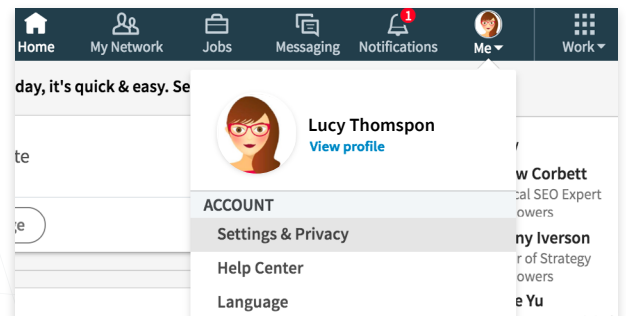 1
Home My Network Jobs Messaging Notifications Me Work
day, it's quick & easy. Se
Lucy Thomspon
View profile
te
w Corbett
cal SEO Expert
owers
ACCOUNT
ge
Settings & Privacy
ny Iverson
r of Strategy
owers
Help Center
Language
e Yu